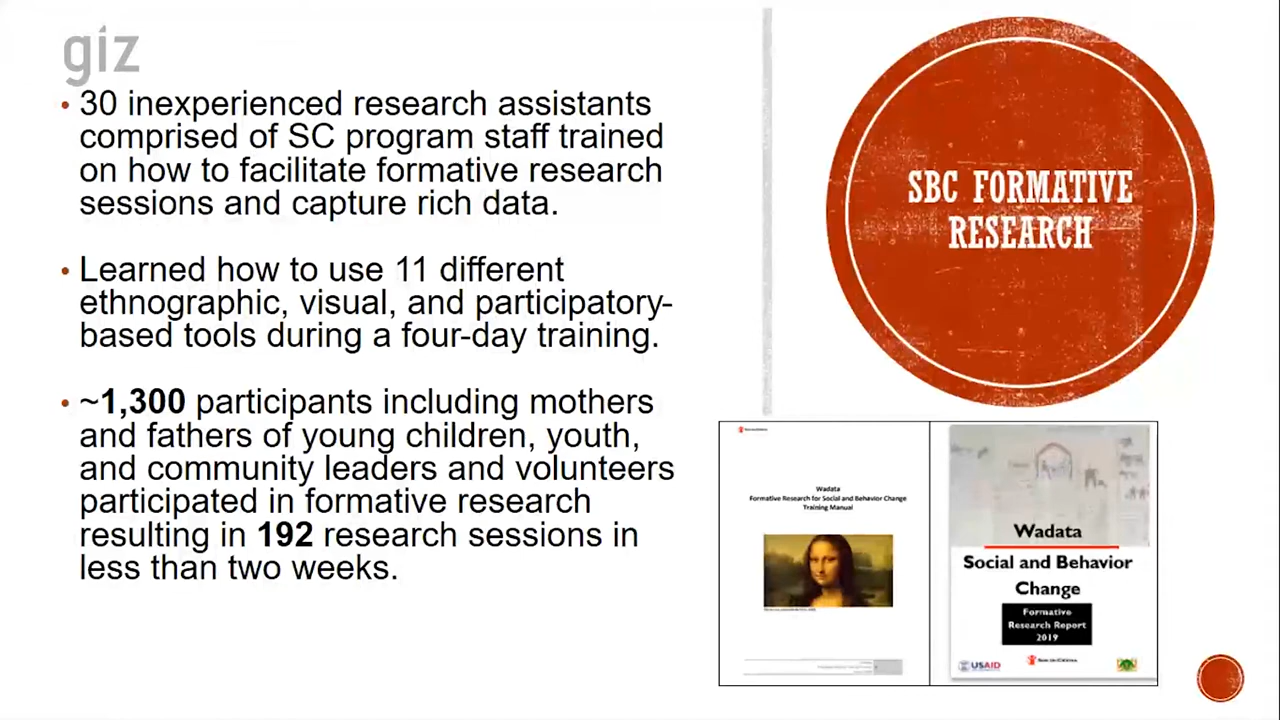 giz
• 30 inexperienced research assistants
comprised of SC program staff trained
on how to facilitate formative research
sessions and capture rich data.
• Learned how to use 11 different
ethnographic, visual, and participatory-
based tools during a four-day training.
• ~1,300 participants including mothers
and fathers of young children, youth,
and community leaders and volunteers
participated in formative research
resulting in 192 research sessions in
less than two weeks.
SBC FORMATIVE
RESEARCH
Wadata
Formative Research for Social and Behavior Change
Training Manual
Wadata
Social and Behavior
Change
Formative
Research Report
2019
USAID
Save the Children